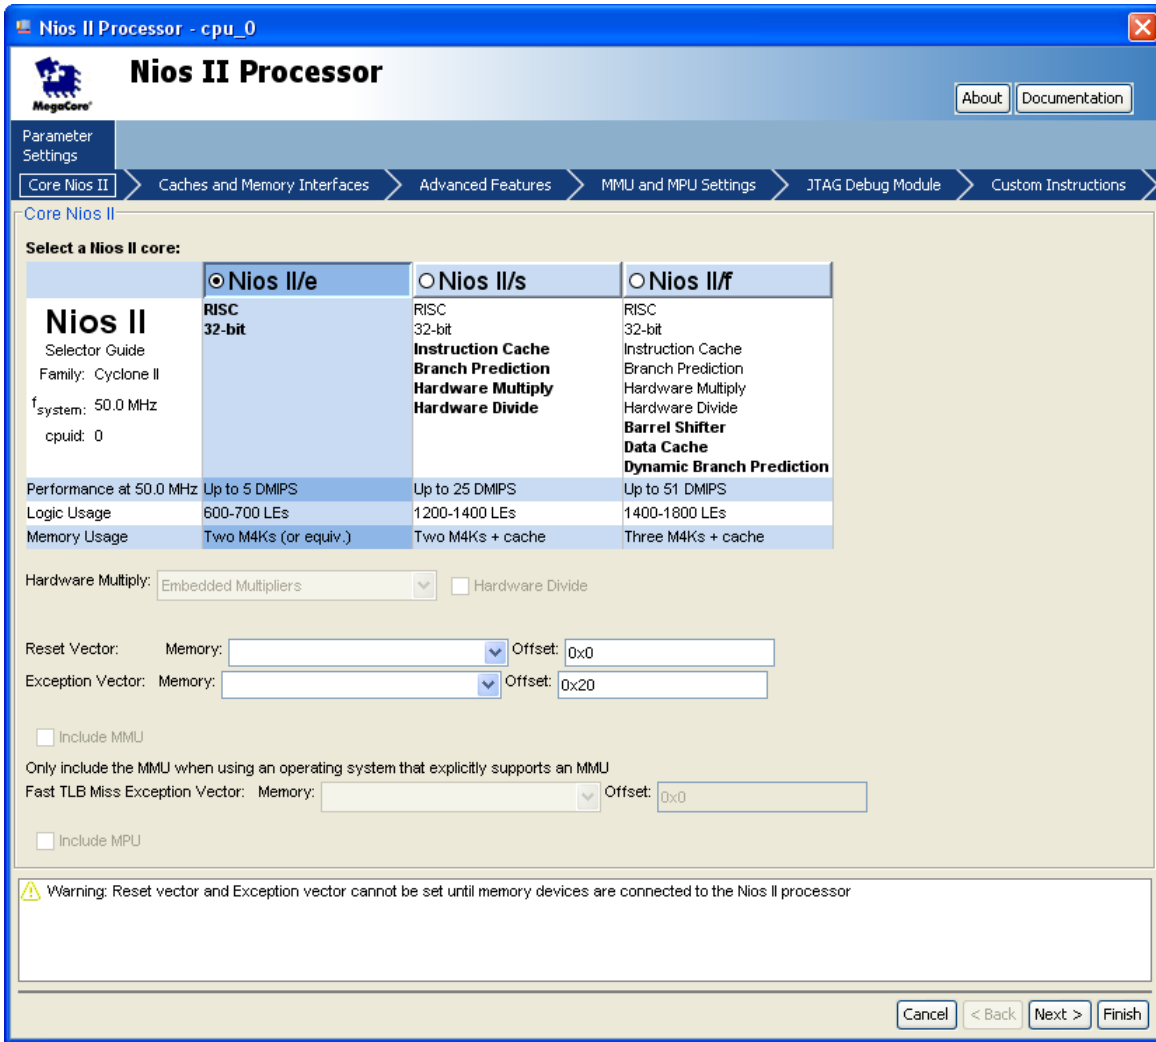 Nios II Processor - cpu_0
MegaCore®
Nios II Processor
About
Documentation
Parameter
Settings
Core Nios II
Caches and Memory Interfaces
Advanced Features
MMU and MPU Settings
JTAG Debug Module
Custom Instructions
Core Nios II
Select a Nios II core:
Nios II/e
Nios II/s
Nios II/f
Nios II
Selector Guide
Family: Cyclone II
fsystem: 50.0 MHz
cpuid: 0
RISC
32-bit
RISC
32-bit
Instruction Cache
Branch Prediction
Hardware Multiply
Hardware Divide
RISC
32-bit
Instruction Cache
Branch Prediction
Hardware Multiply
Hardware Divide
Barrel Shifter
Data Cache
Dynamic Branch Prediction
Performance at 50.0 MHz Up to 5 DMIPS Up to 25 DMIPS Up to 51 DMIPS
Logic Usage 600-700 LEs 1200-1400 LEs 1400-1800 LEs
Memory Usage Two M4Ks (or equiv.) Two M4Ks + cache Three M4Ks + cache
Hardware Multiply: Embedded Multipliers Hardware Divide
Reset Vector: Memory: Offset: 0x0
Exception Vector: Memory: Offset: 0x20
Include MMU
Only include the MMU when using an operating system that explicitly supports an MMU
Fast TLB Miss Exception Vector: Memory: Offset: 0x0
Include MPU
Warning: Reset vector and Exception vector cannot be set until memory devices are connected to the Nios II processor
Cancel < Back Next > Finish